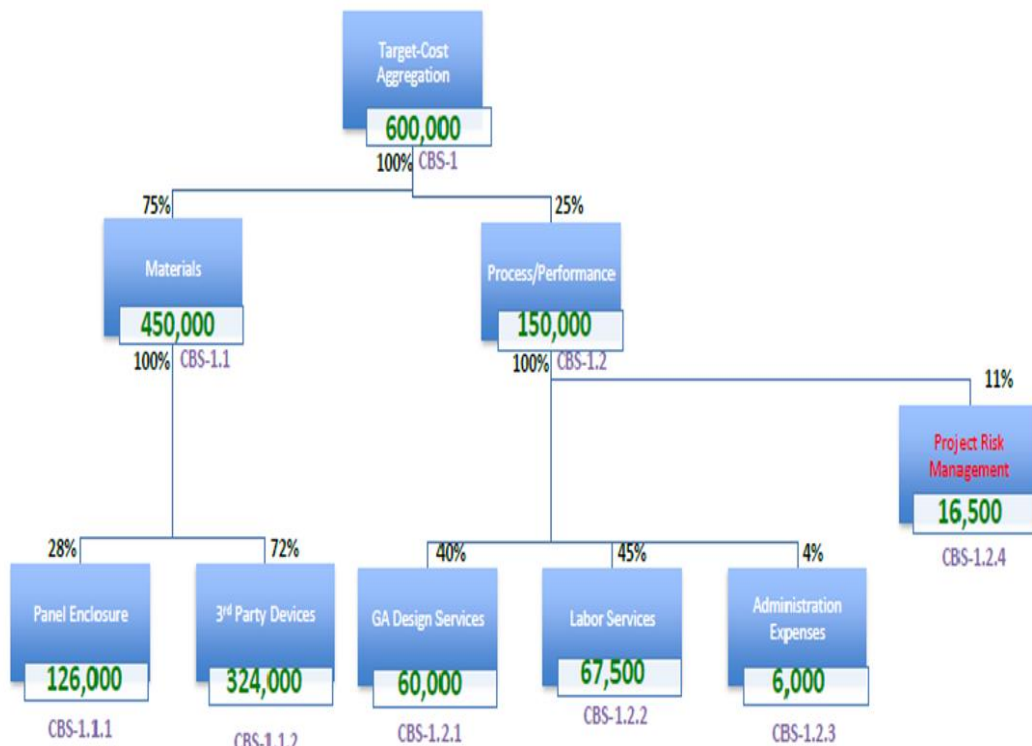 Target-Cost
Aggregation
600,000
100%
CBS-1
75%
25%
Materials
450,000
100%
CBS-1.1
Process/Performance
150,000
100%
CBS-1.2
11%
Project Risk
Management
16,500
CBS-1.2.4
28%
72%
40%
45%
4%
Panel Enclosure
126,000
CBS-1.1.1
3rd Party Devices
324,000
CBS-1.1.2
GA Design Services
60,000
CBS-1.2.1
Labor Services
67,500
CBS-1.2.2
Administration
Expenses
6,000
CBS-1.2.3